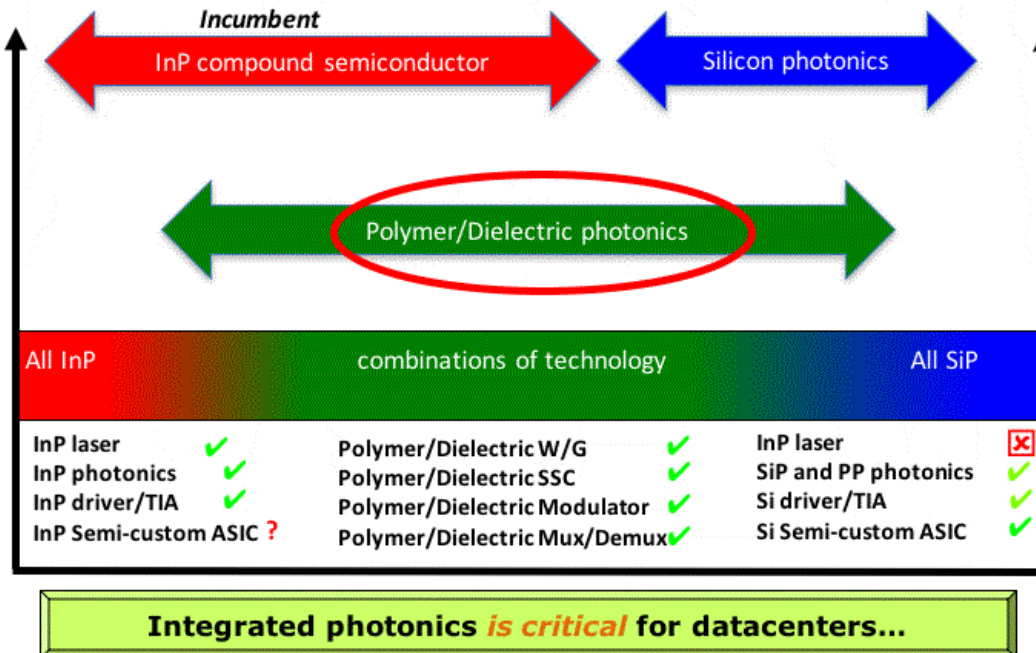 Incumbent
InP compound semiconductor
Silicon photonics
Polymer/Dielectric photonics
All InP
combinations of technology
All SiP
InP laser ✔
InP photonics ✔
InP driver/TIA ✔
InP Semi-custom ASIC ?
Polymer/Dielectric W/G ✔
Polymer/Dielectric SSC ✔
Polymer/Dielectric Modulator ✔
Polymer/Dielectric Mux/Demux ✔
InP laser ☒
SiP and PP photonics ✔
Si driver/TIA ✔
Si Semi-custom ASIC ✔
Integrated photonics is critical for datacenters...